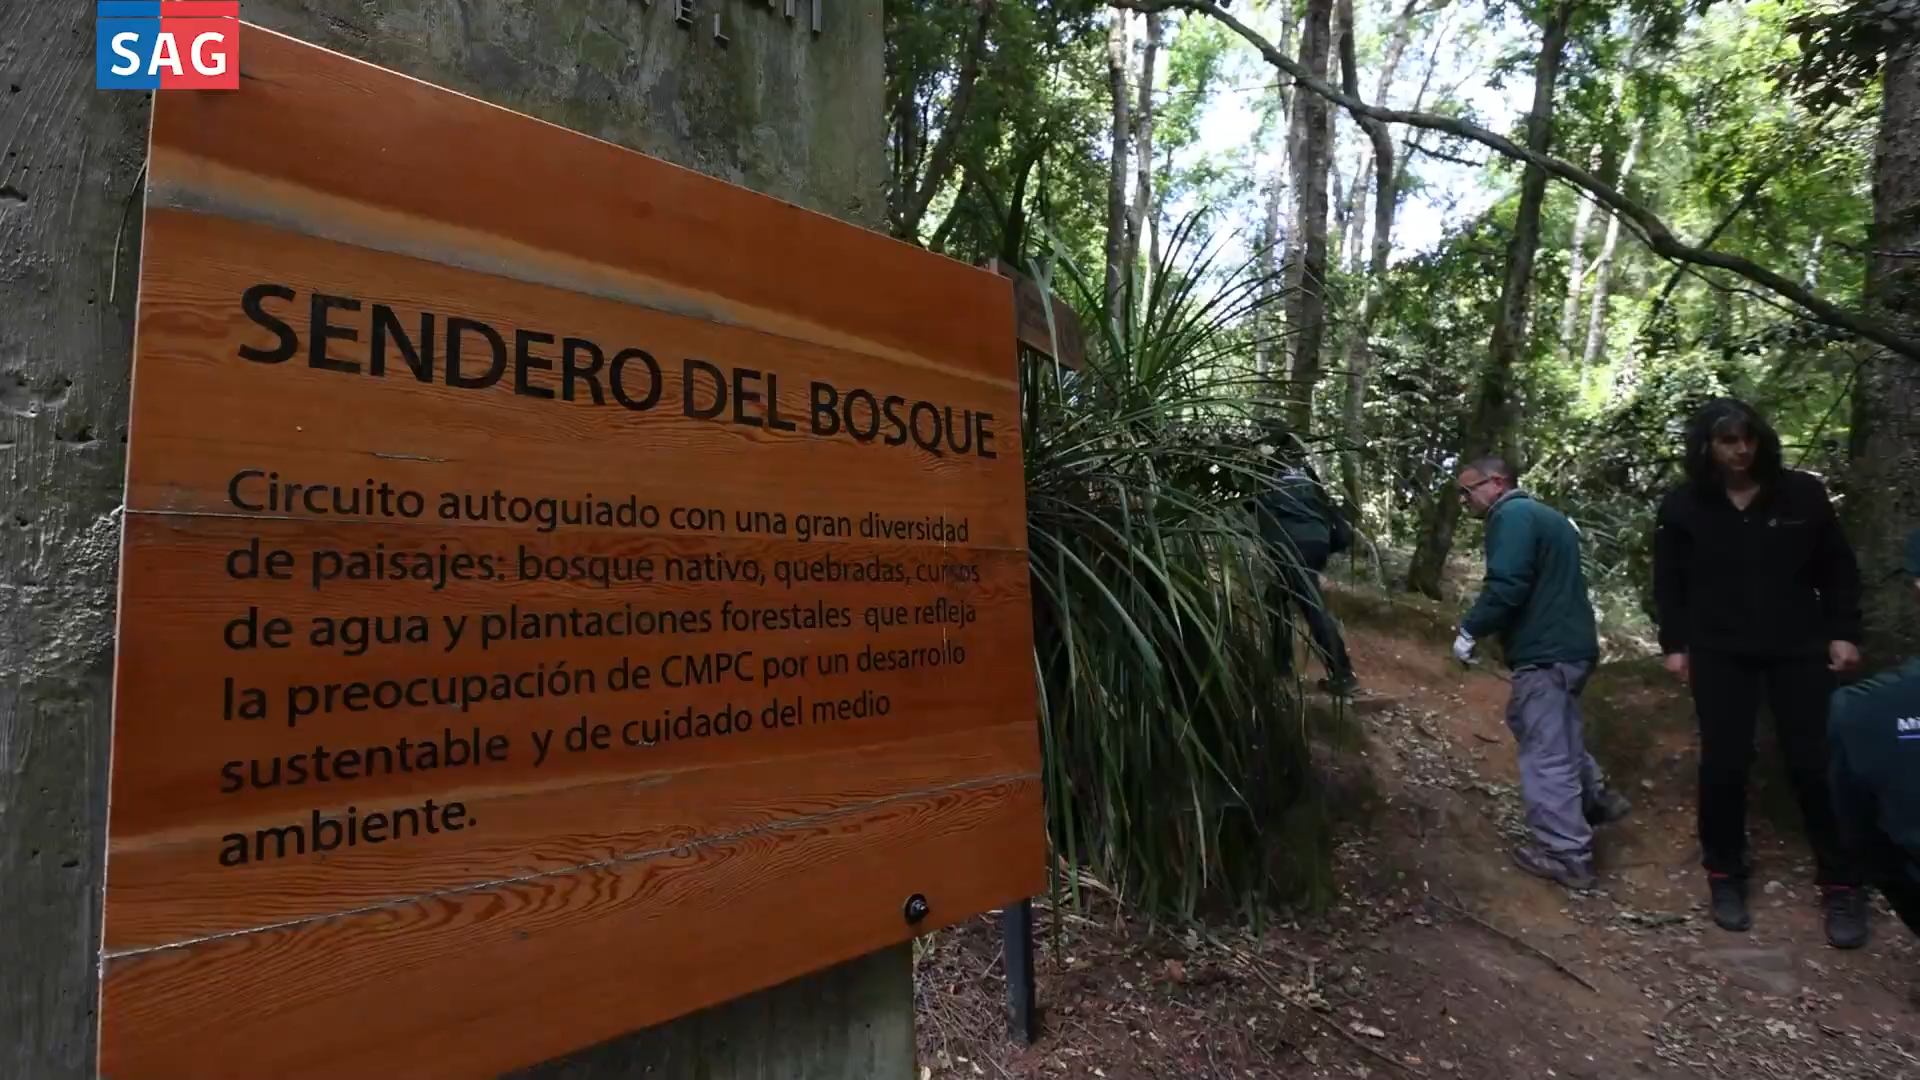 SAG
SENDERO DEL BOSQUE
Circuito autoguiado con una gran diversidad
de paisajes: bosque nativo, quebradas, cursos
de agua y plantaciones forestales que refleja
la preocupación de CMPC por un desarrollo
sustentable y de cuidado del medio
ambiente.